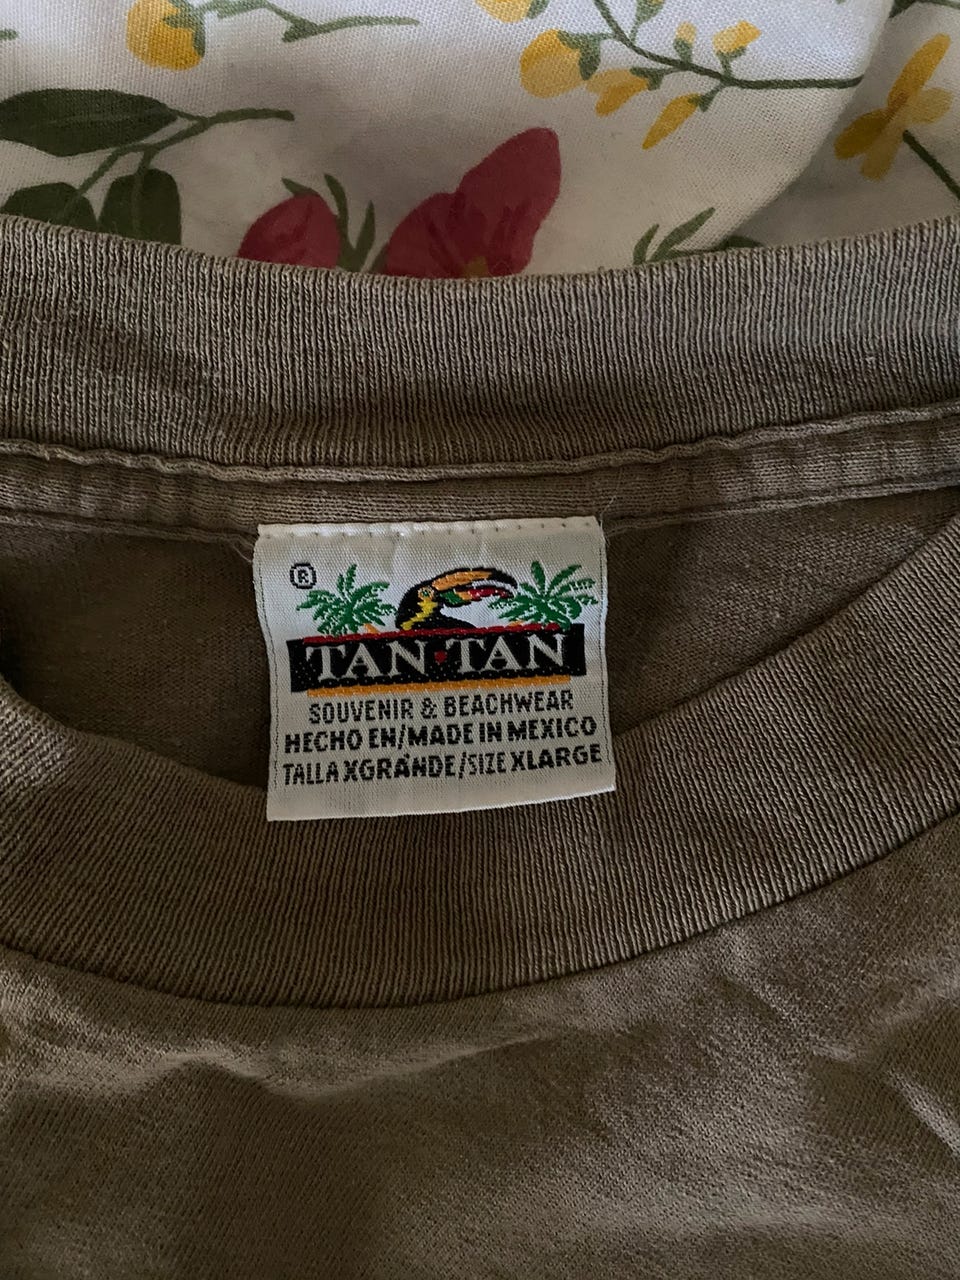 ®
TAN TAN
SOUVENIR & BEACHWEAR
HECHO EN/MADE IN MEXICO
TALLA XGRANDE/SIZE XLARGE